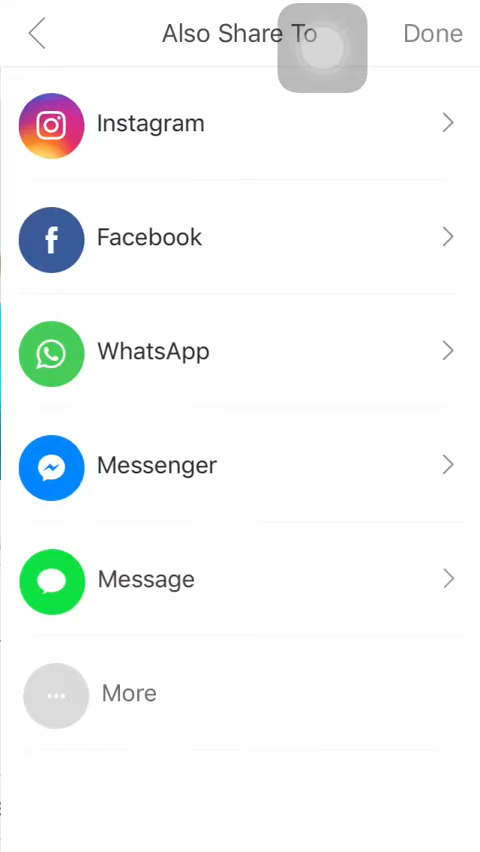 Also Share To
Done
Instagram
Facebook
WhatsApp
Messenger
Message
More